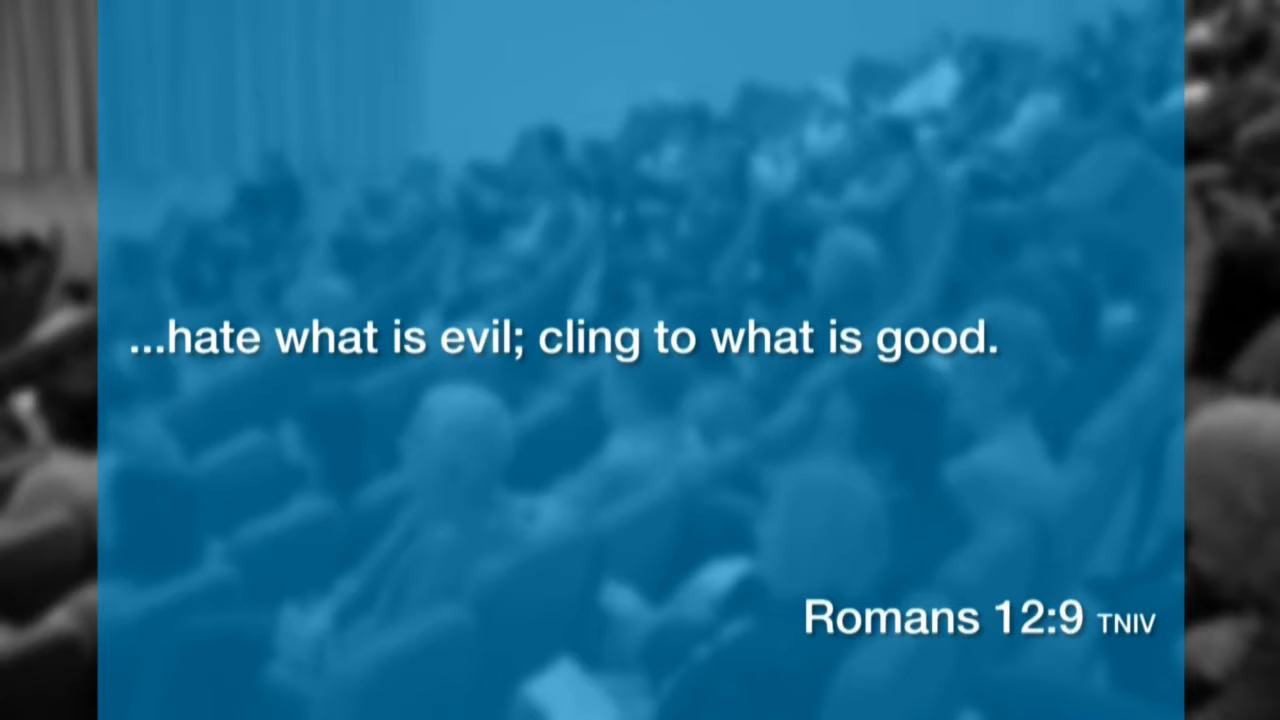 ...hate what is evil; cling to what is good.
Romans 12:9 TNIV